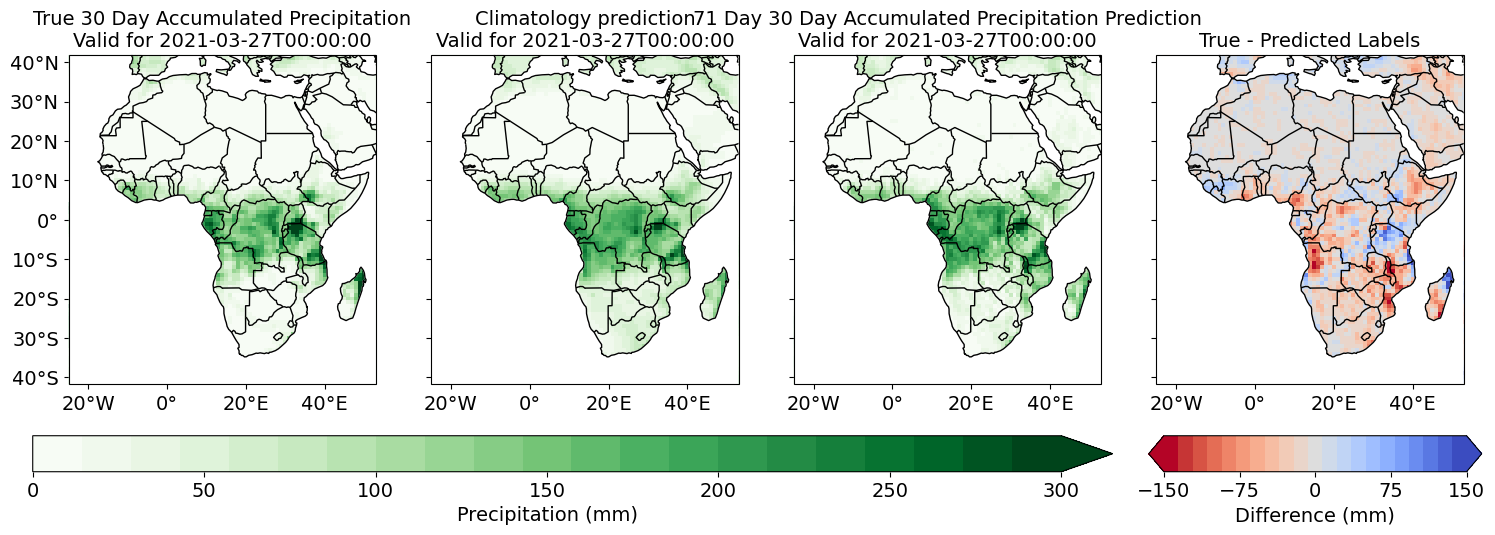 True 30 Day Accumulated Precipitation
Valid for 2021-03-27T00:00:00
Climatology prediction
Valid for 2021-03-27T00:00:00
71 Day 30 Day Accumulated Precipitation Prediction
Valid for 2021-03-27T00:00:00
True - Predicted Labels
40°N
30°N
20°N
10°N
0°
10°S
20°S
30°S
40°S
20°W 0° 20°E 40°E
20°W 0° 20°E 40°E
20°W 0° 20°E 40°E
20°W 0° 20°E 40°E
0 50 100 150 200 250 300
Precipitation (mm)
−150 −75 0 75 150
Difference (mm)